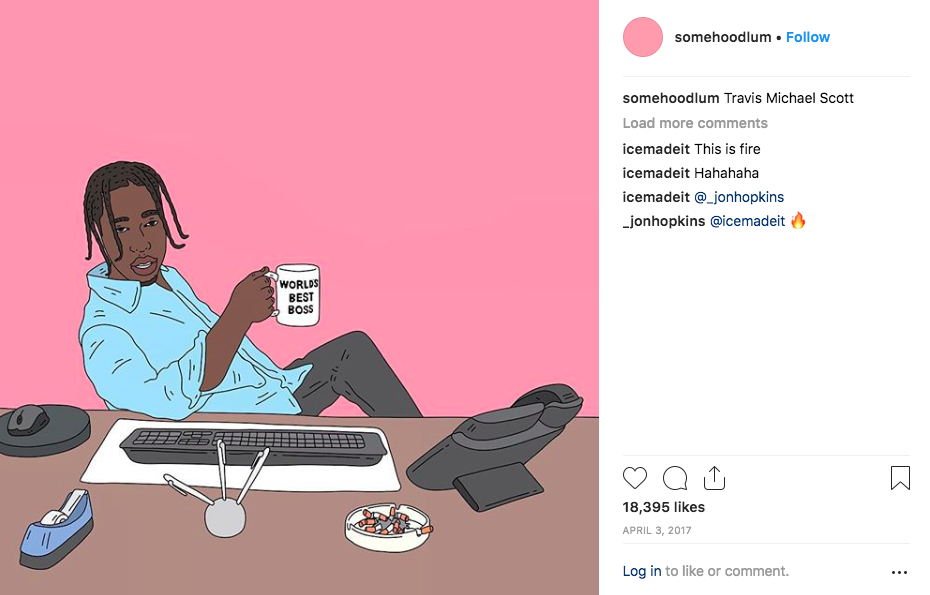 somehoodlum • Follow
somehoodlum Travis Michael Scott
Load more comments
icemadeit This is fire
icemadeit Hahahaha
icemadeit @_jonhopkins
_jonhopkins @icemadeit 🔥
WORLDS
BEST
BOSS
18,395 likes
APRIL 3, 2017
Log in to like or comment.